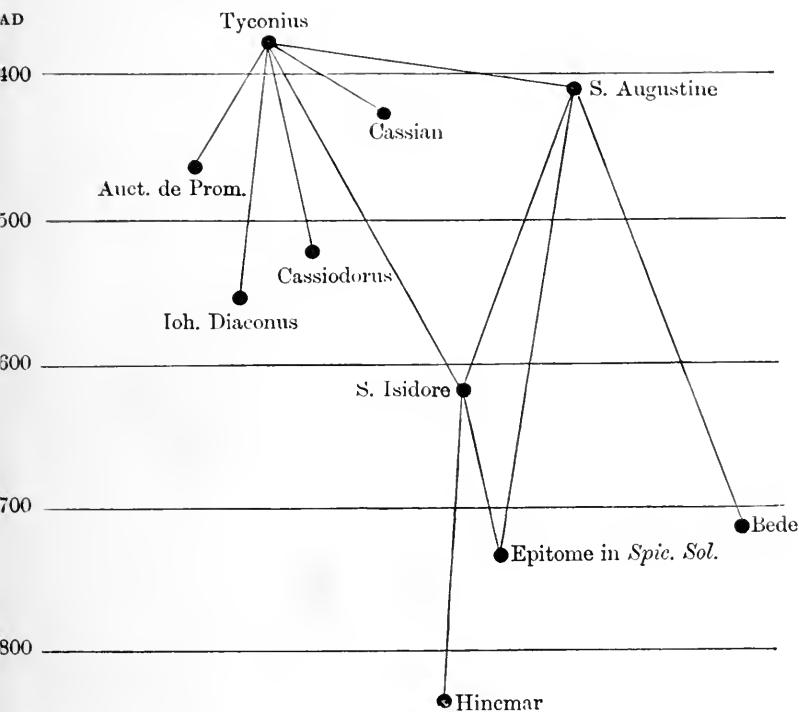 AD
Tyconius
400
S. Augustine
Cassian
Auct. de Prom.
500
Cassiodorus
Ioh. Diaconus
600
S. Isidore
700
Bede
Epitome in Spic. Sol.
800
Hincmar